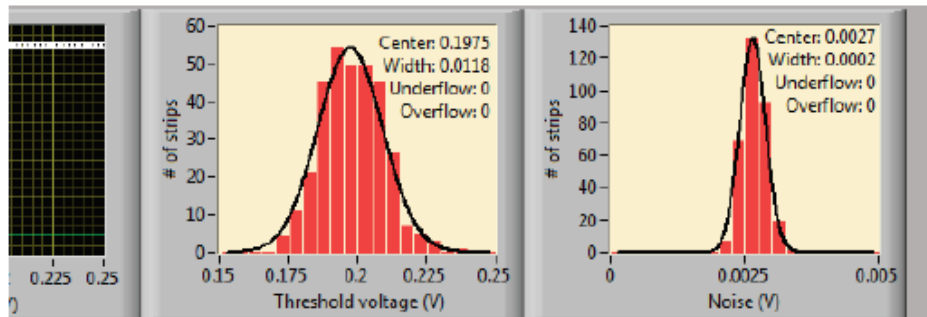 0.225 0.25
V)
60
50
40
30
20
10
0
# of strips
Center: 0.1975
Width: 0.0118
Underflow: 0
Overflow: 0
0.15 0.175 0.2 0.225 0.25
Threshold voltage (V)
140
120
100
80
60
40
20
0
# of strips
Center: 0.0027
Width: 0.0002
Underflow: 0
Overflow: 0
0 0.0025 0.005
Noise (V)